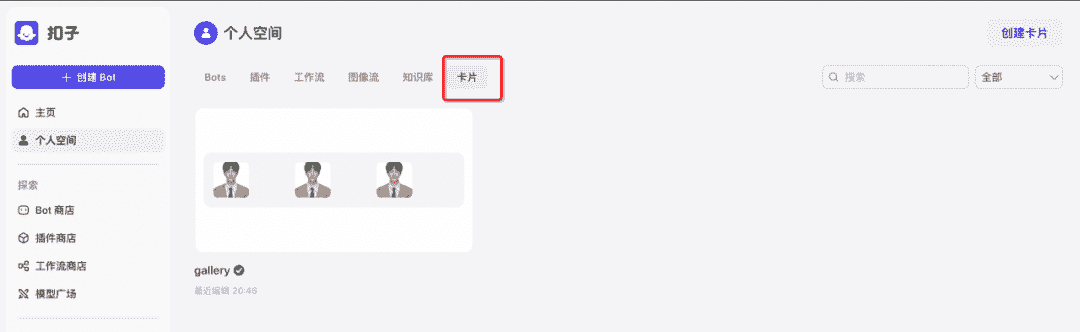 扣子
个人空间
创建卡片
+ 创建 Bot
Bots 插件 工作流 图像流 知识库 卡片
搜索
全部
主页
个人空间
探索
Bot 商店
插件商店
工作流商店
模型广场
gallery
最近编辑 20:46